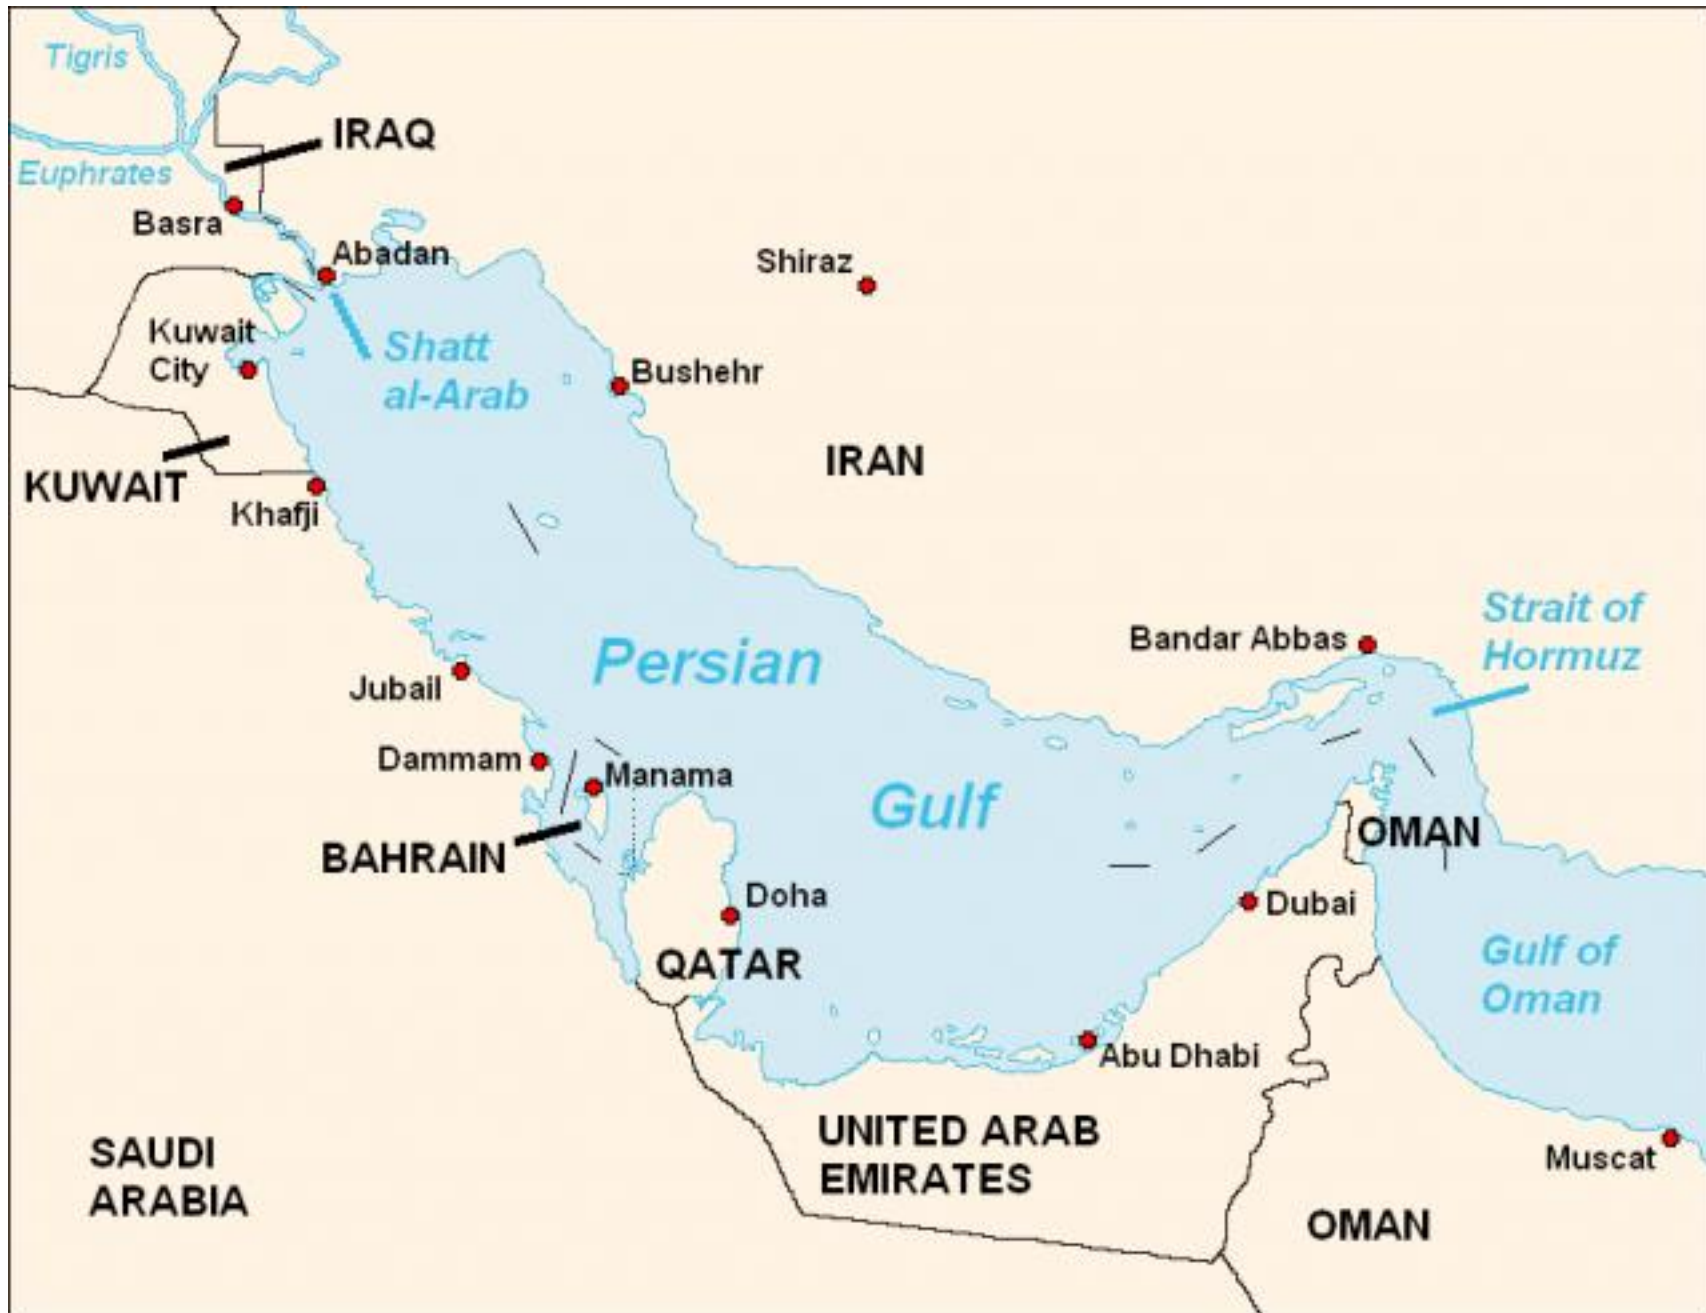 Tigris
IRAQ
Euphrates
Basra
Abadan
Shiraz
Kuwait
City
Shatt
al-Arab
Bushehr
IRAN
KUWAIT
Khafji
Strait of
Hormuz
Bandar Abbas
Persian
Jubail
Dammam
Manama
Gulf
OMAN
BAHRAIN
Doha
Dubai
QATAR
Gulf of
Oman
Abu Dhabi
UNITED ARAB
EMIRATES
SAUDI
ARABIA
Muscat
OMAN